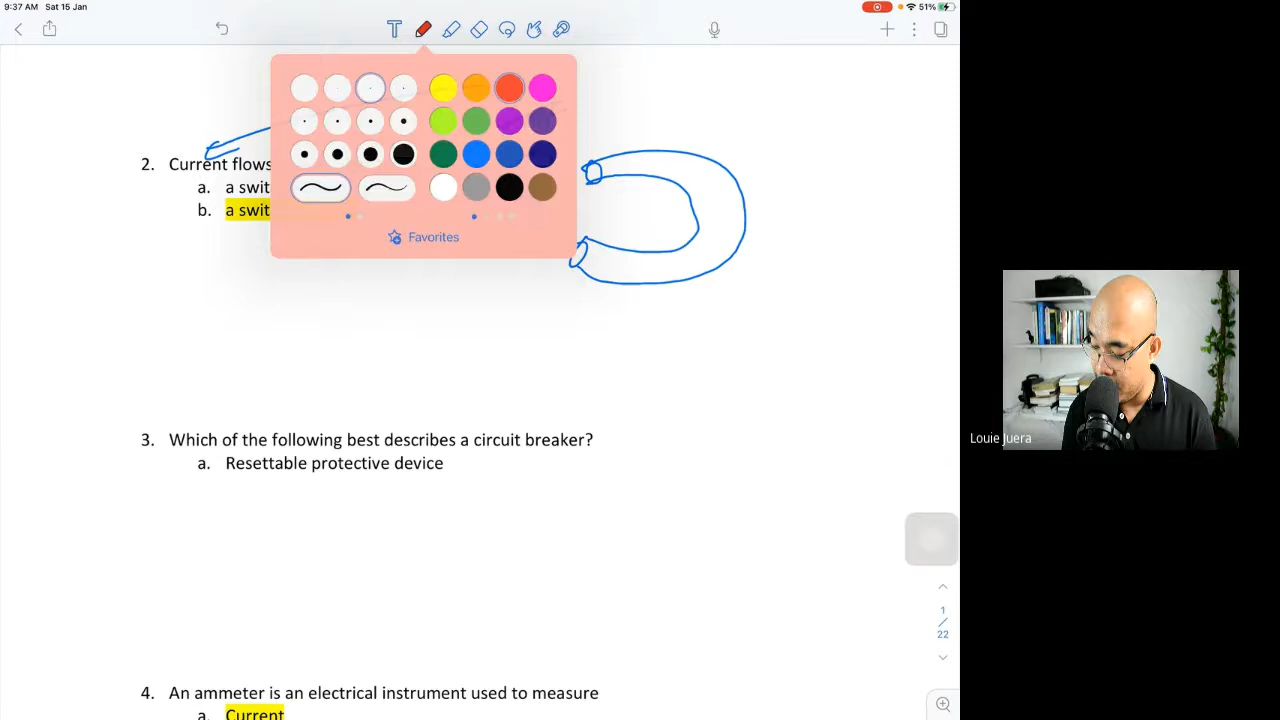 9:37 AM Sat 15 Jan
51%
T
2. Current flows
a. a swit
b. a swit
Favorites
3. Which of the following best describes a circuit breaker?
a. Resettable protective device
Louie Juera
1
/
22
4. An ammeter is an electrical instrument used to measure
a. Current